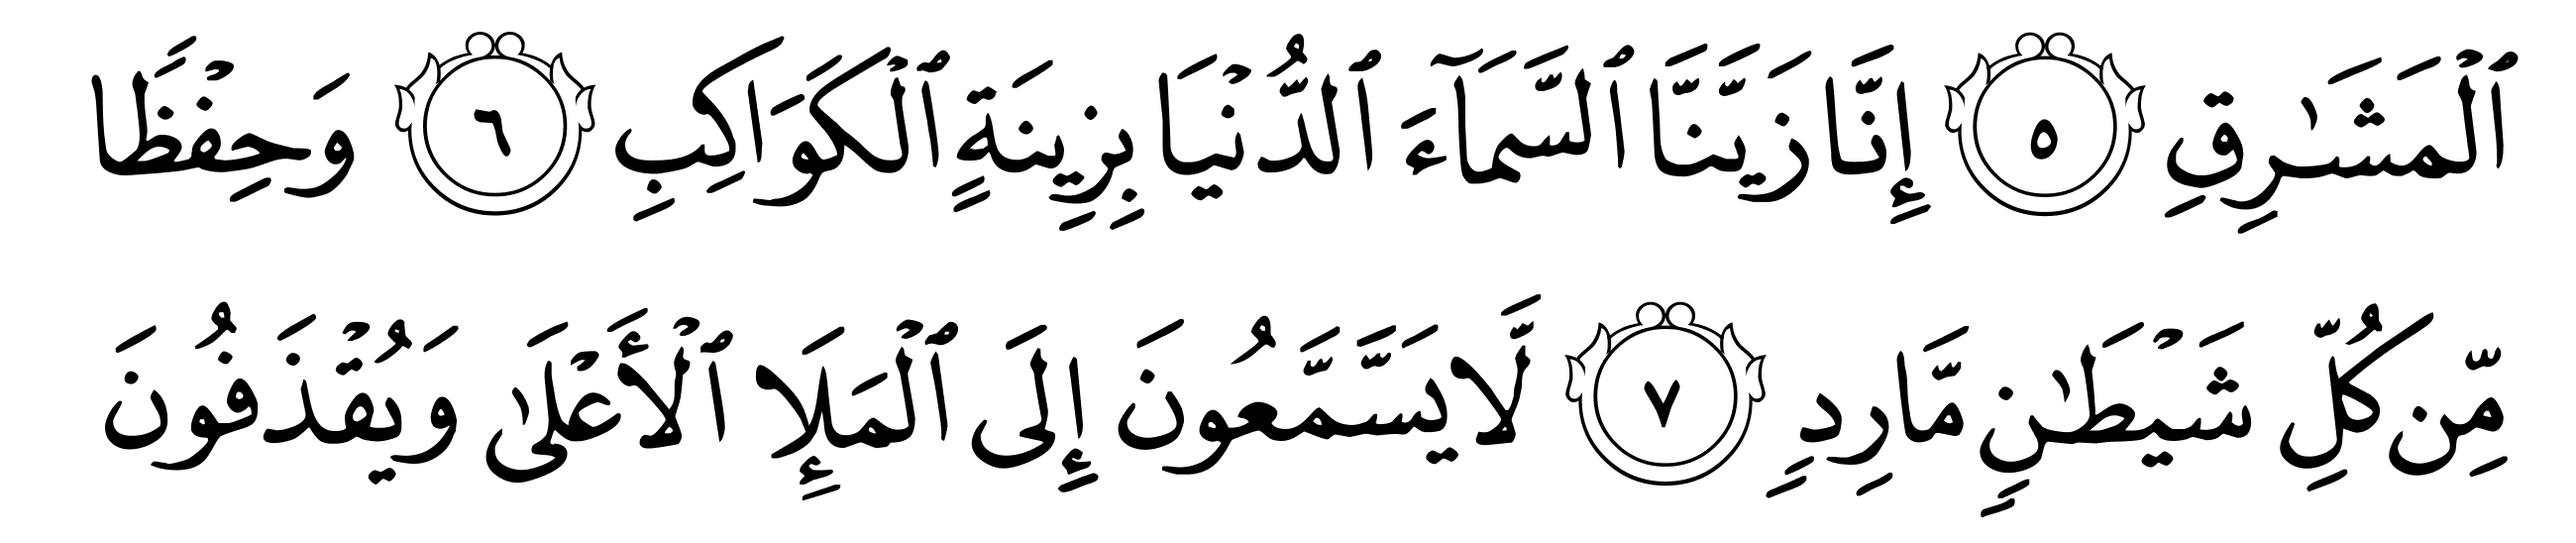 ٱلْمَشَٰرِقِ ٥ إِنَّا زَيَّنَّا ٱلسَّمَآءَ ٱلدُّنْيَا بِزِينَةٍ ٱلْكَوَاكِبِ ٦ وَحِفْظًا
مِّن كُلِّ شَيْطَٰنٍ مَّارِدٍ ٧ لَّا يَسَّمَّعُونَ إِلَى ٱلْمَلَإِ ٱلْأَعْلَىٰ وَيُقْذَفُونَ